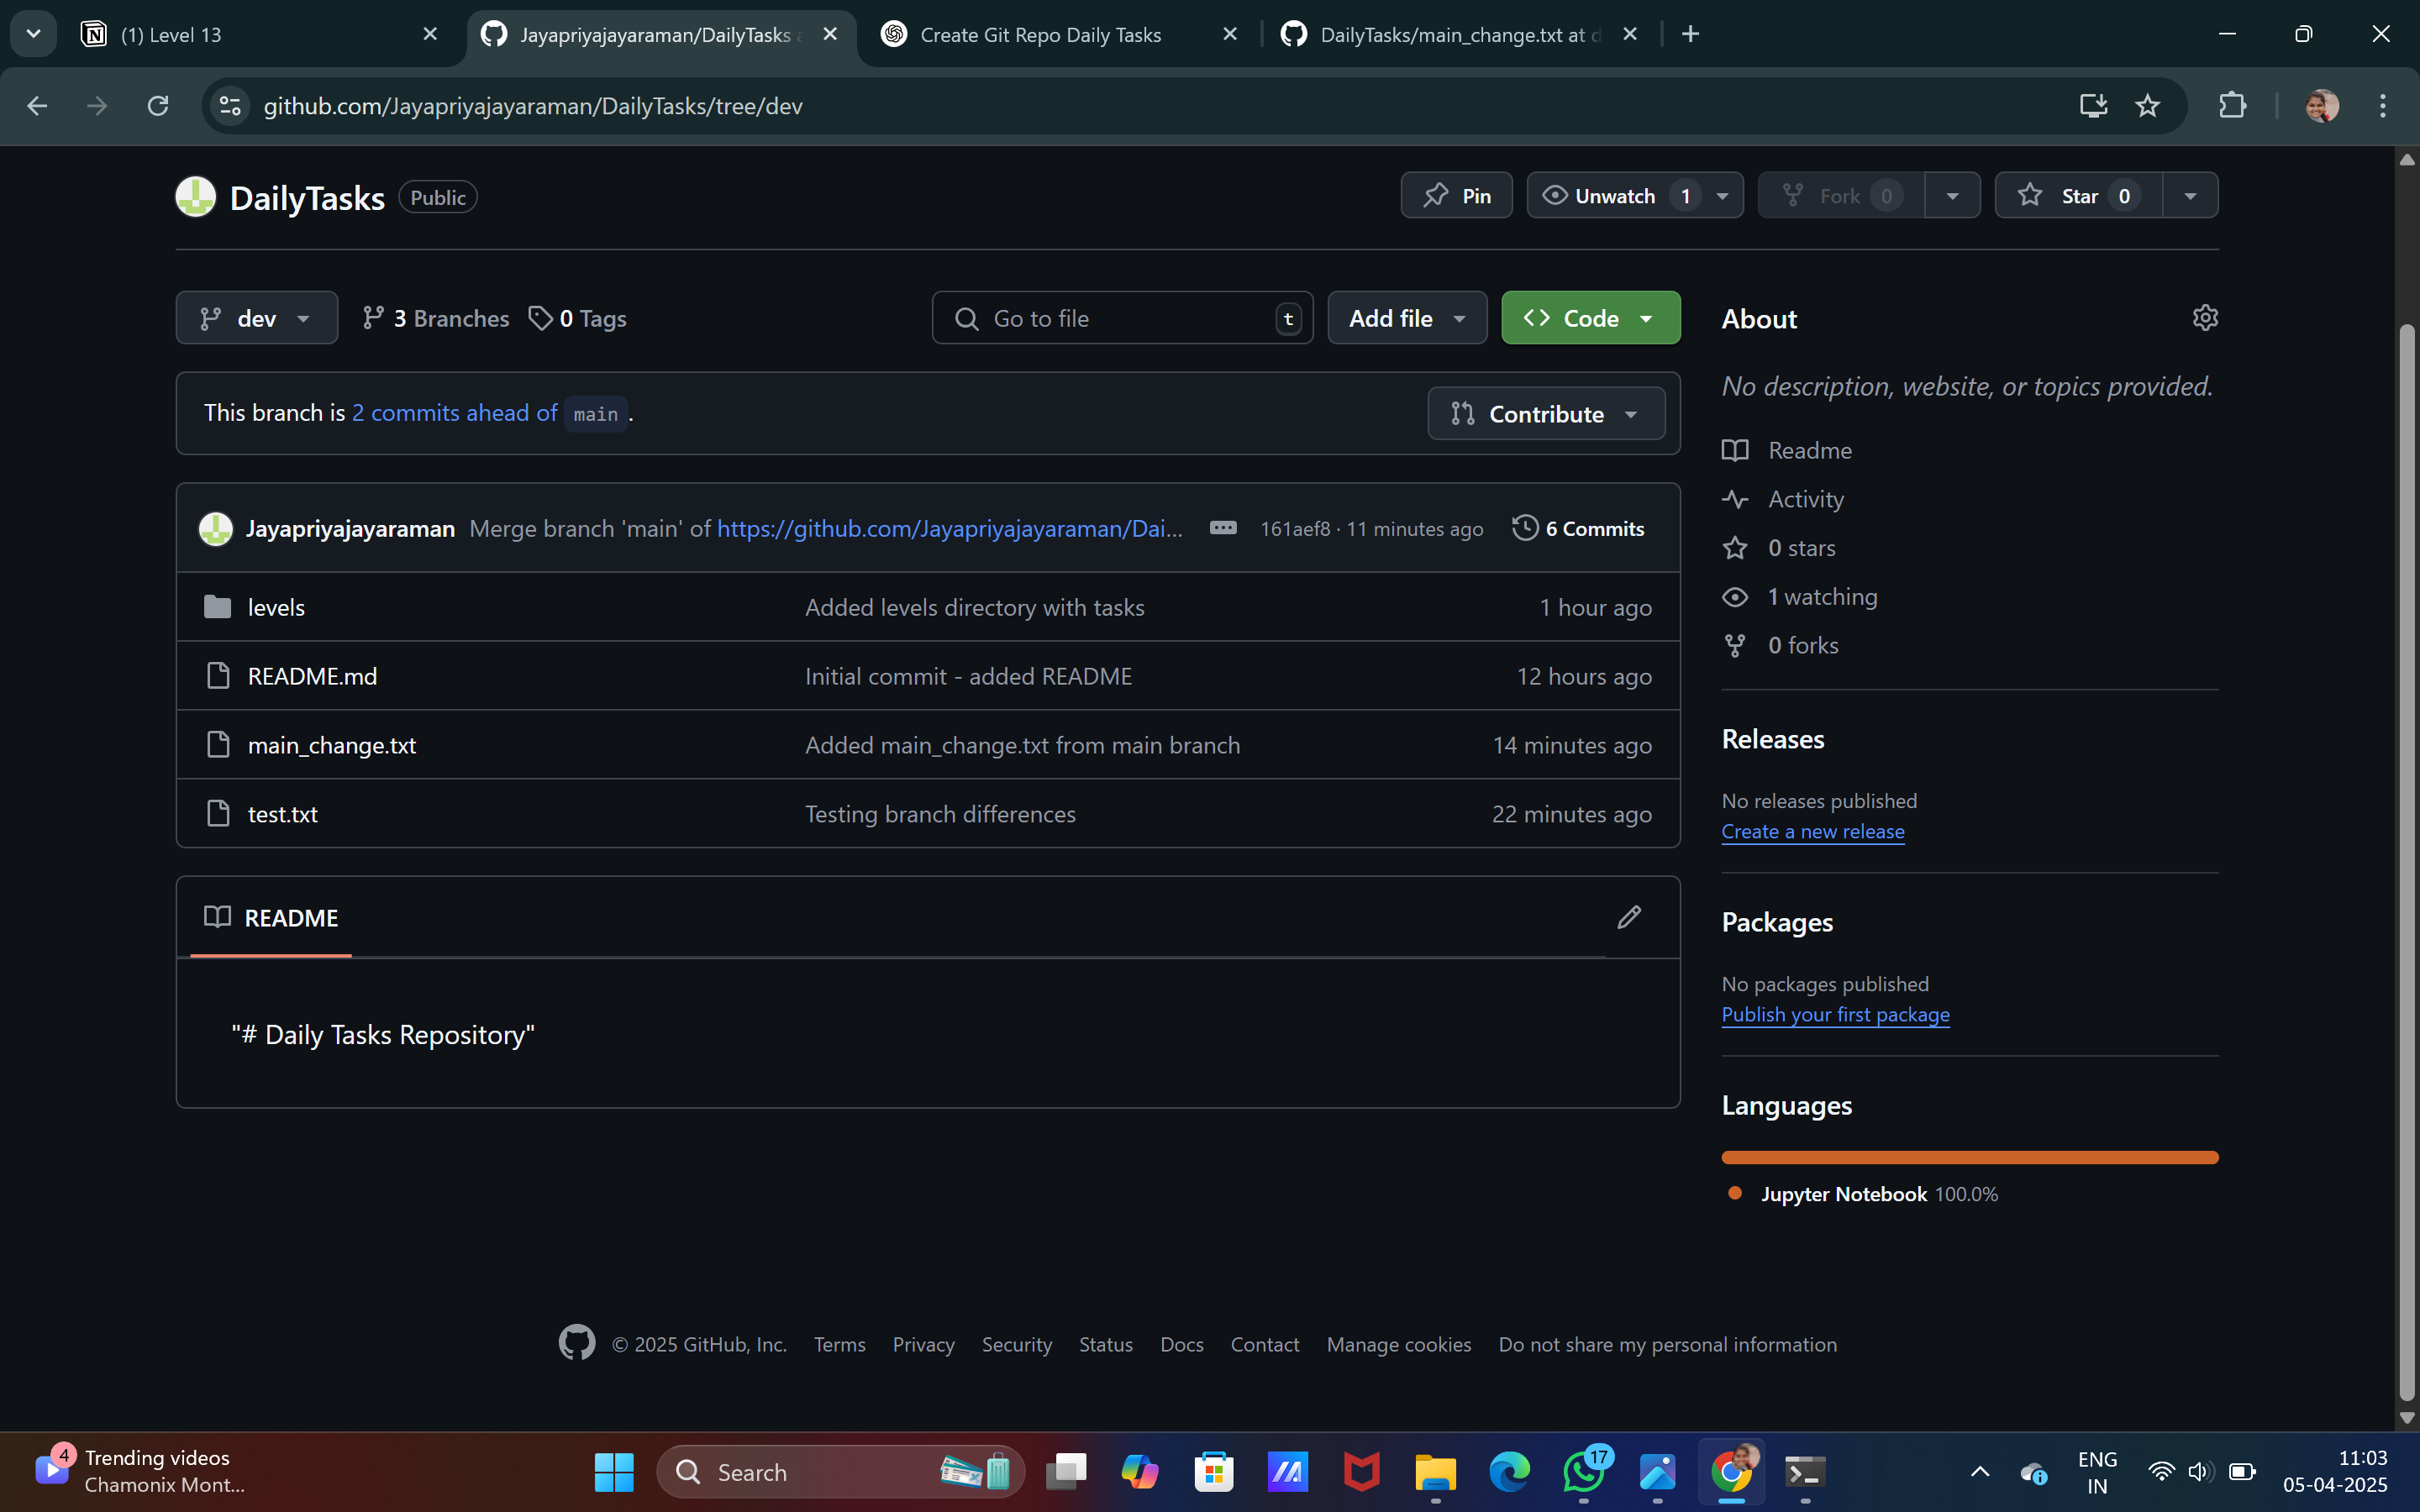 (1) Level 13
Jayapriyajayaraman/DailyTasks
Create Git Repo Daily Tasks
DailyTasks/main_change.txt at d
github.com/Jayapriyajayaraman/DailyTasks/tree/dev
DailyTasks Public
Pin
Unwatch 1
Fork 0
Star 0
dev
3 Branches
0 Tags
Go to file t
Add file
Code
This branch is 2 commits ahead of main .
Contribute
Jayapriyajayaraman Merge branch 'main' of https://github.com/Jayapriyajayaraman/Dai... 161aef8 · 11 minutes ago 6 Commits
levels Added levels directory with tasks 1 hour ago
README.md Initial commit - added README 12 hours ago
main_change.txt Added main_change.txt from main branch 14 minutes ago
test.txt Testing branch differences 22 minutes ago
README
"# Daily Tasks Repository"
About
No description, website, or topics provided.
Readme
Activity
0 stars
1 watching
0 forks
Releases
No releases published
Create a new release
Packages
No packages published
Publish your first package
Languages
Jupyter Notebook 100.0%
© 2025 GitHub, Inc. Terms Privacy Security Status Docs Contact Manage cookies Do not share my personal information
4
Trending videos
Chamonix Mont...
Search
17
ENG
IN
11:03
05-04-2025